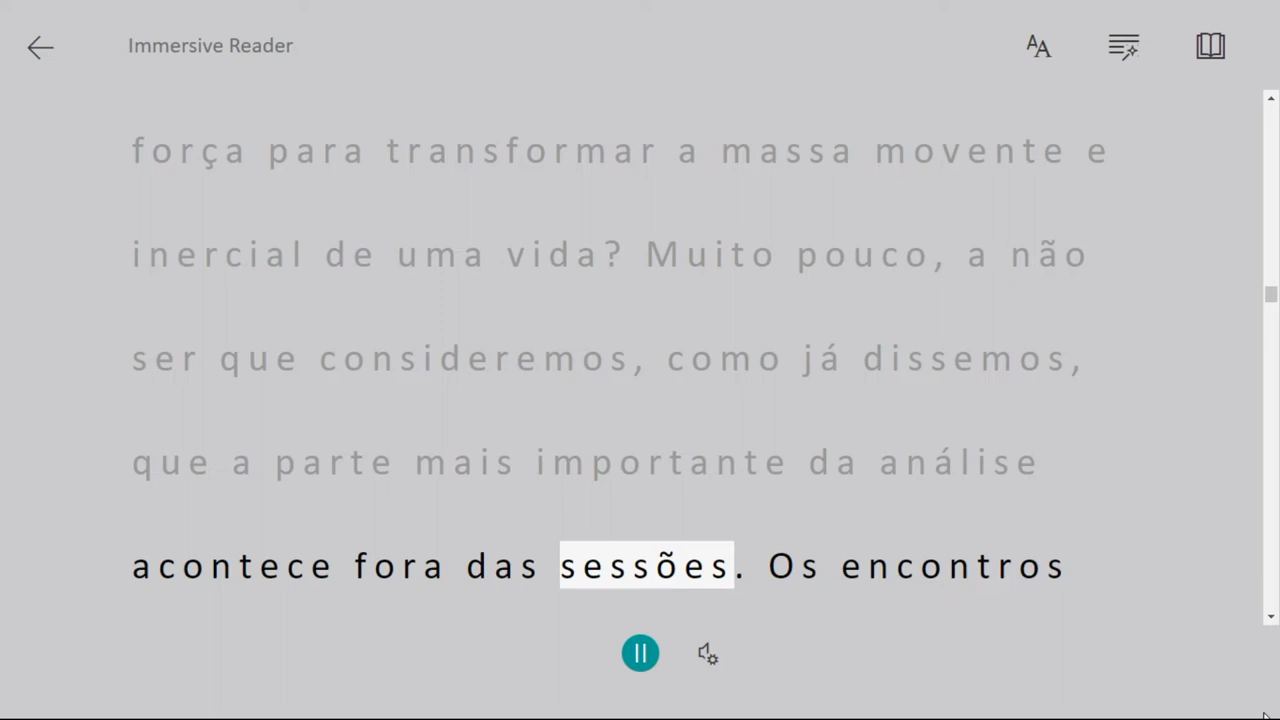 Immersive Reader
força para transformar a massa movente e
inercial de uma vida? Muito pouco, a não
ser que consideremos, como já dissemos,
que a parte mais importante da análise
acontece fora das sessões. Os encontros